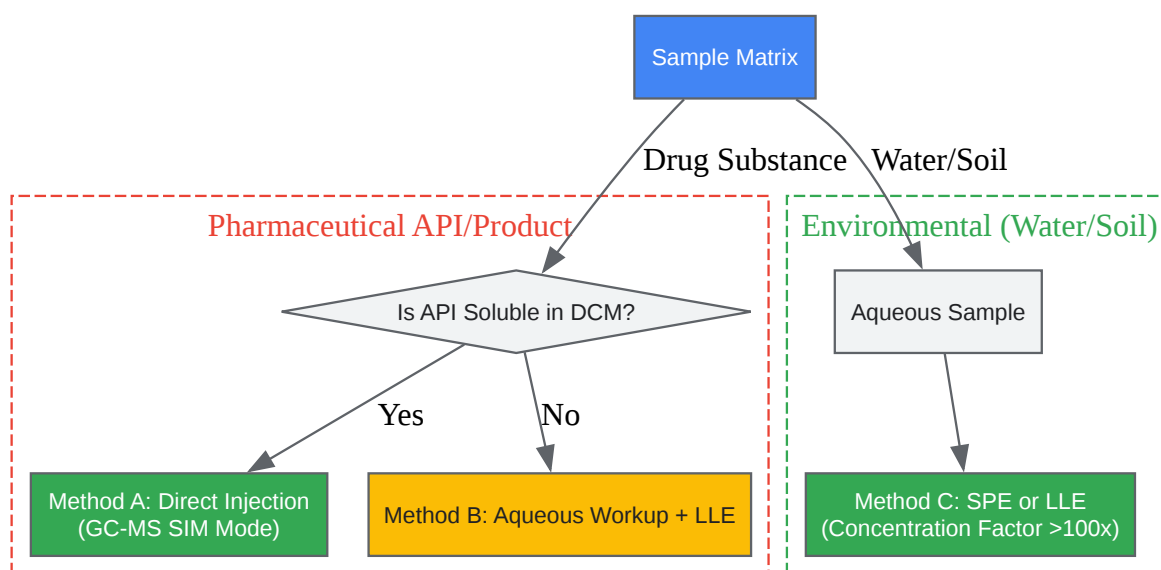 Sample Matrix
Drug Substance
Water/Soil
Pharmaceutical API/Product
Environmental (Water/Soil)
Is API Soluble in DCM?
Aqueous Sample
Yes
No
Method A: Direct Injection
(GC-MS SIM Mode)
Method B: Aqueous Workup + LLE
Method C: SPE or LLE
(Concentration Factor >100x)